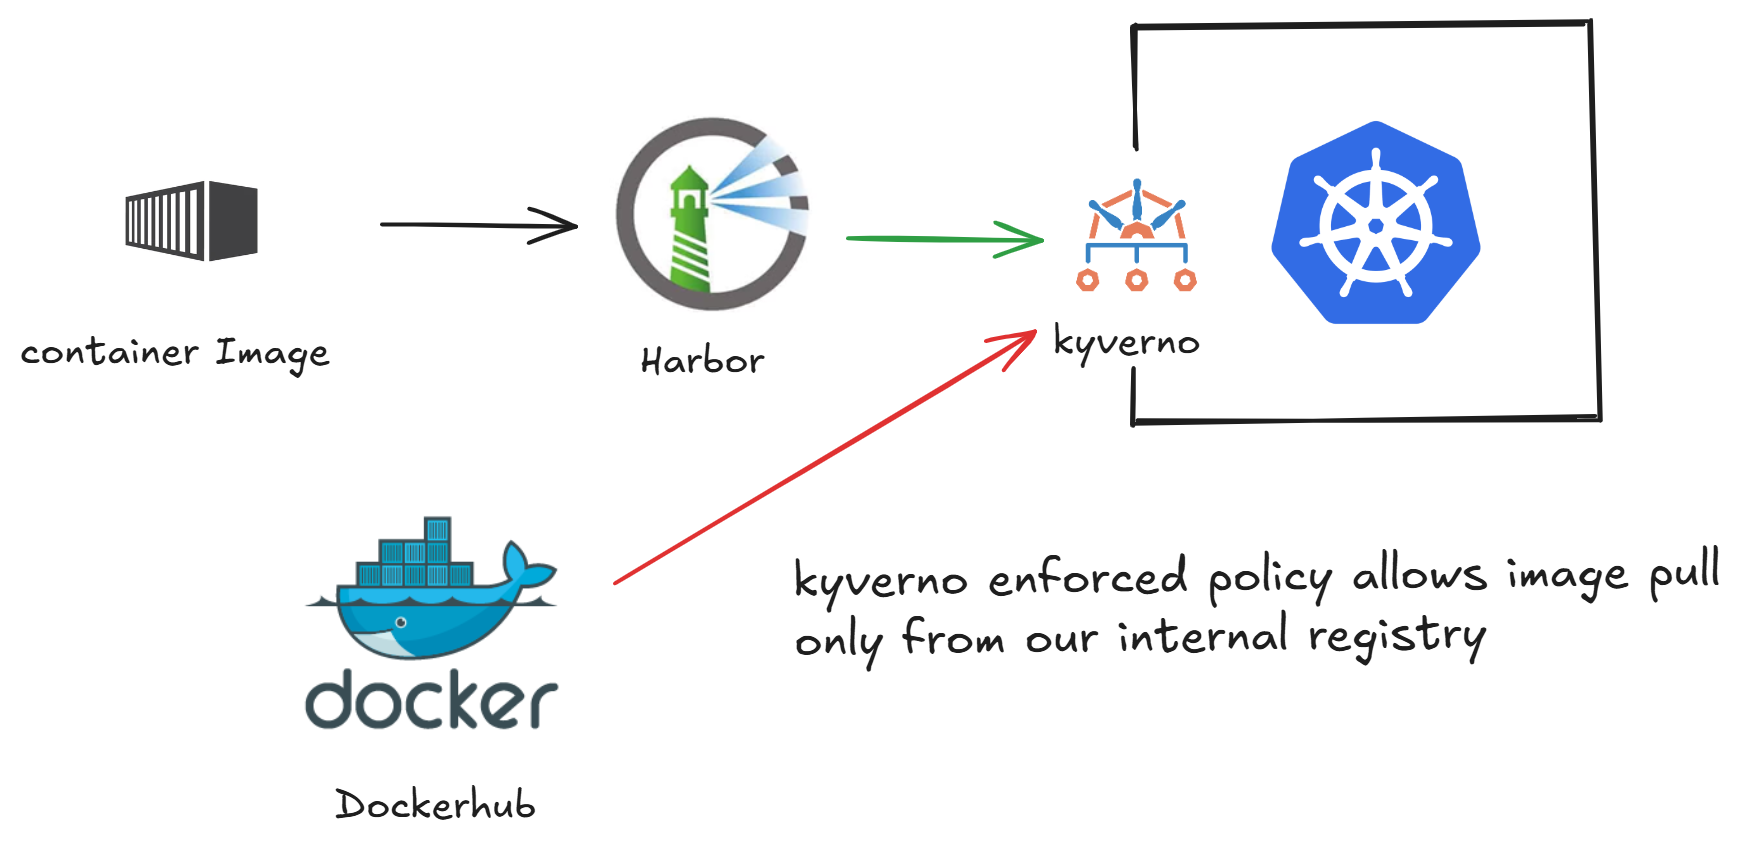 container Image
Harbor
kyverno
docker
Dockerhub
kyverno enforced policy allows image pull
only from our internal registry